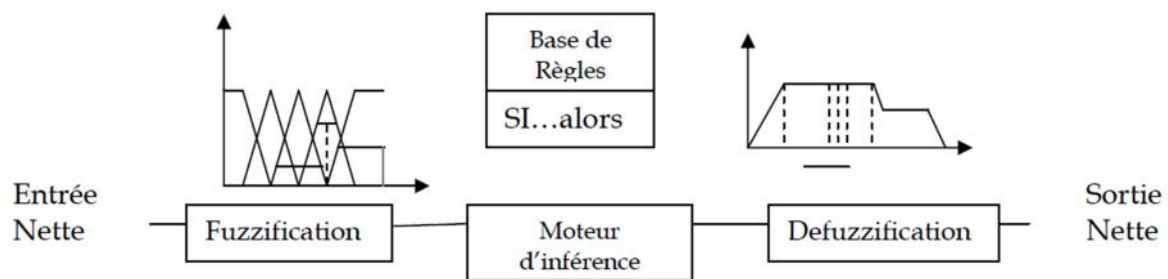 Base de
Règles
SI…alors
Entrée
Nette
Fuzzification
Moteur
d'inférence
Defuzzification
Sortie
Nette